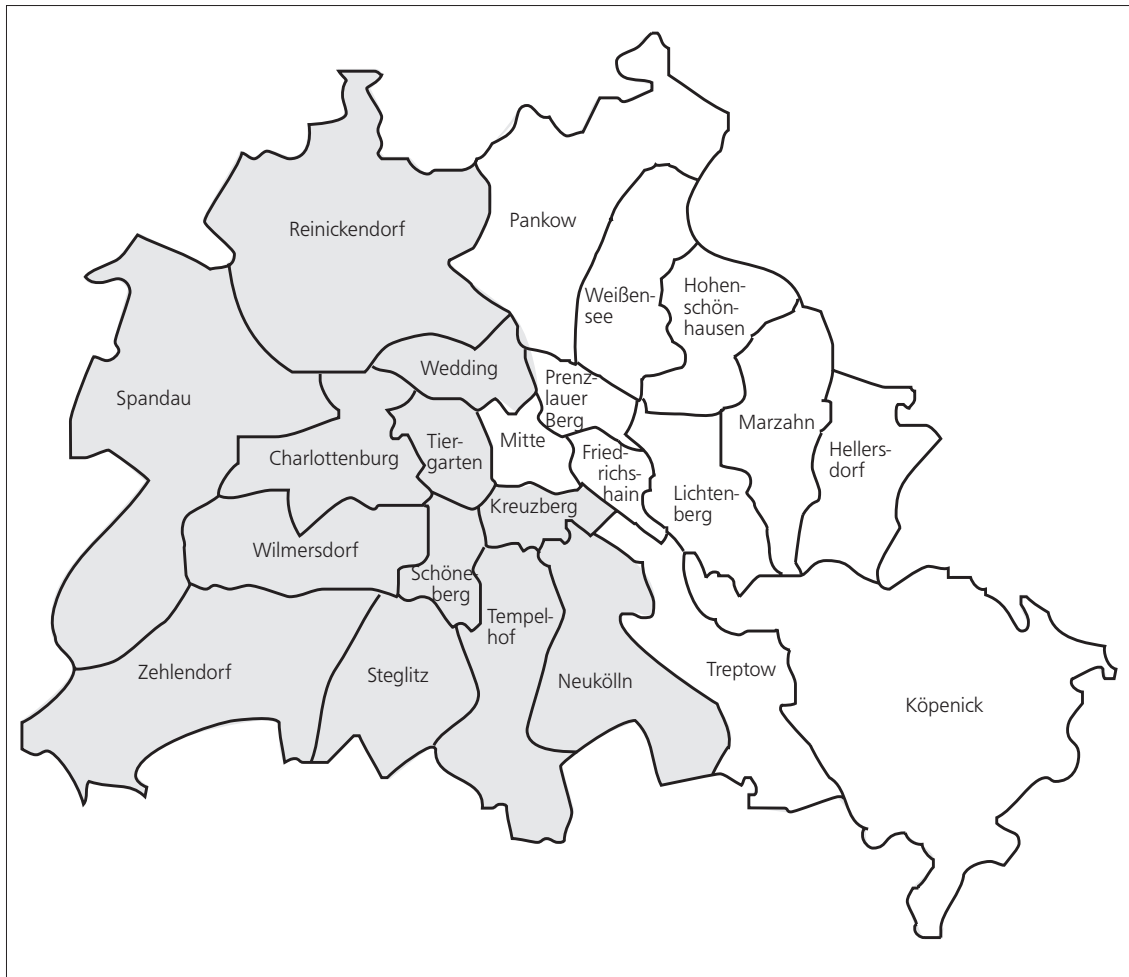 Reinickendorf
Pankow
Weißen-
see
Hohen-
schön-
hausen
Spandau
Wedding
Prenz-
lauer
Berg
Charlottenburg
Tier-
garten
Mitte
Fried-
richs-
hain
Marzahn
Hellers-
dorf
Lichten-
berg
Kreuzberg
Wilmersdorf
Schöne
berg
Tempel-
hof
Zehlendorf
Steglitz
Neukölln
Treptow
Köpenick